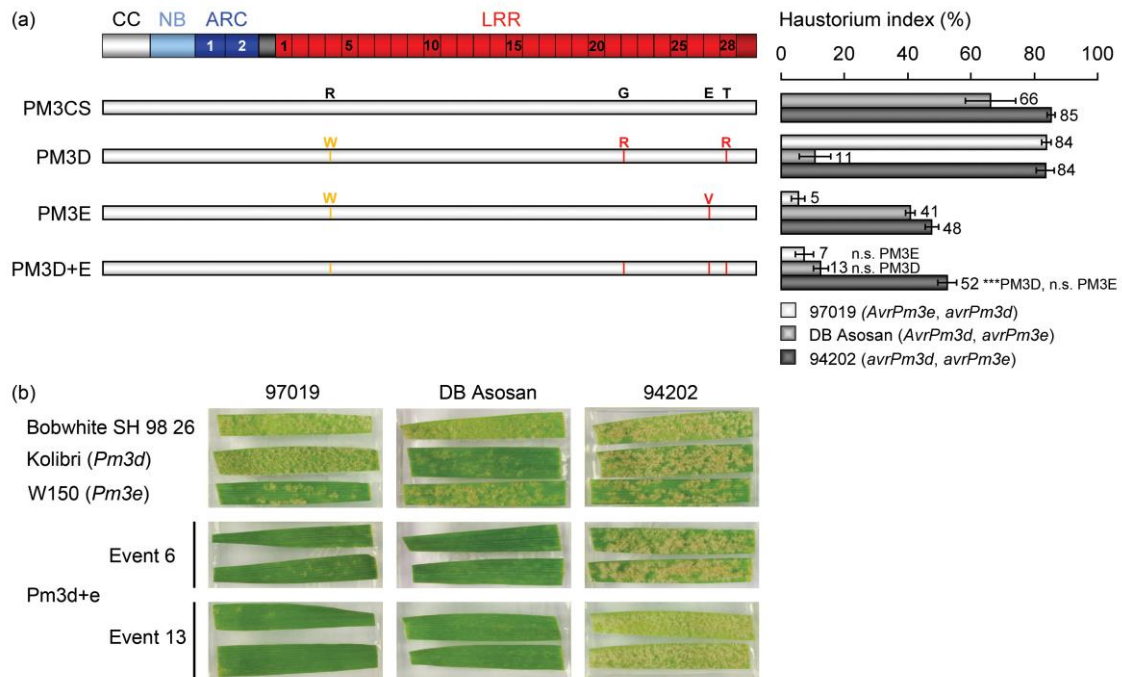 (a) CC NB ARC LRR Haustorium index (%)
1 2 1 5 10 15 20 25 28 0 20 40 60 80 100
R G E T
PM3CS 66
85
W R R 84
PM3D 11
84
W V 5
PM3E 41
48
7 n.s. PM3E
PM3D+E 13 n.s. PM3D
52 ***PM3D, n.s. PM3E
97019 (AvrPm3e, avrPm3d)
DB Asosan (AvrPm3d, avrPm3e)
94202 (avrPm3d, avrPm3e)
(b) 97019 DB Asosan 94202
Bobwhite SH 98 26
Kolibri (Pm3d)
W150 (Pm3e)
Event 6
Pm3d+e
Event 13